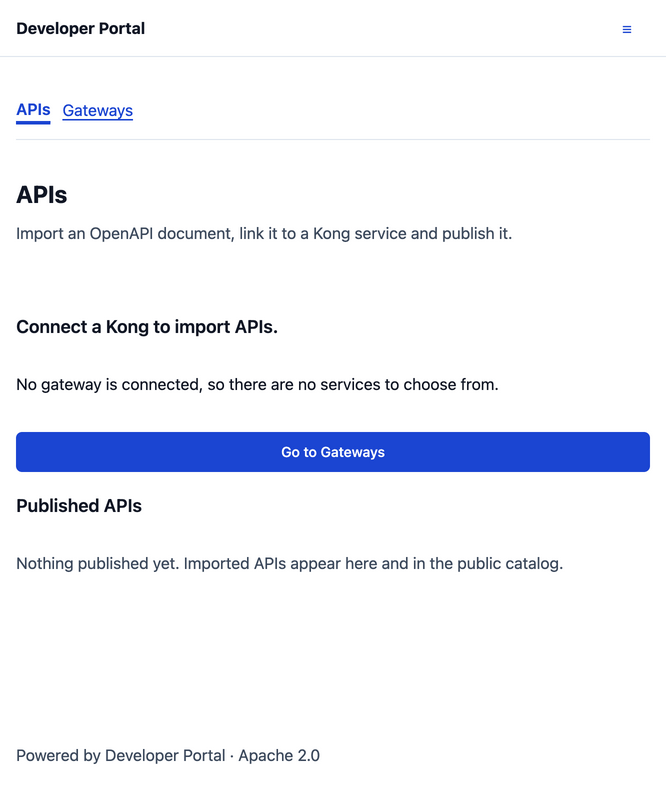 Developer Portal
APIs Gateways
APIs
Import an OpenAPI document, link it to a Kong service and publish it.
Connect a Kong to import APIs.
No gateway is connected, so there are no services to choose from.
Go to Gateways
Published APIs
Nothing published yet. Imported APIs appear here and in the public catalog.
Powered by Developer Portal · Apache 2.0